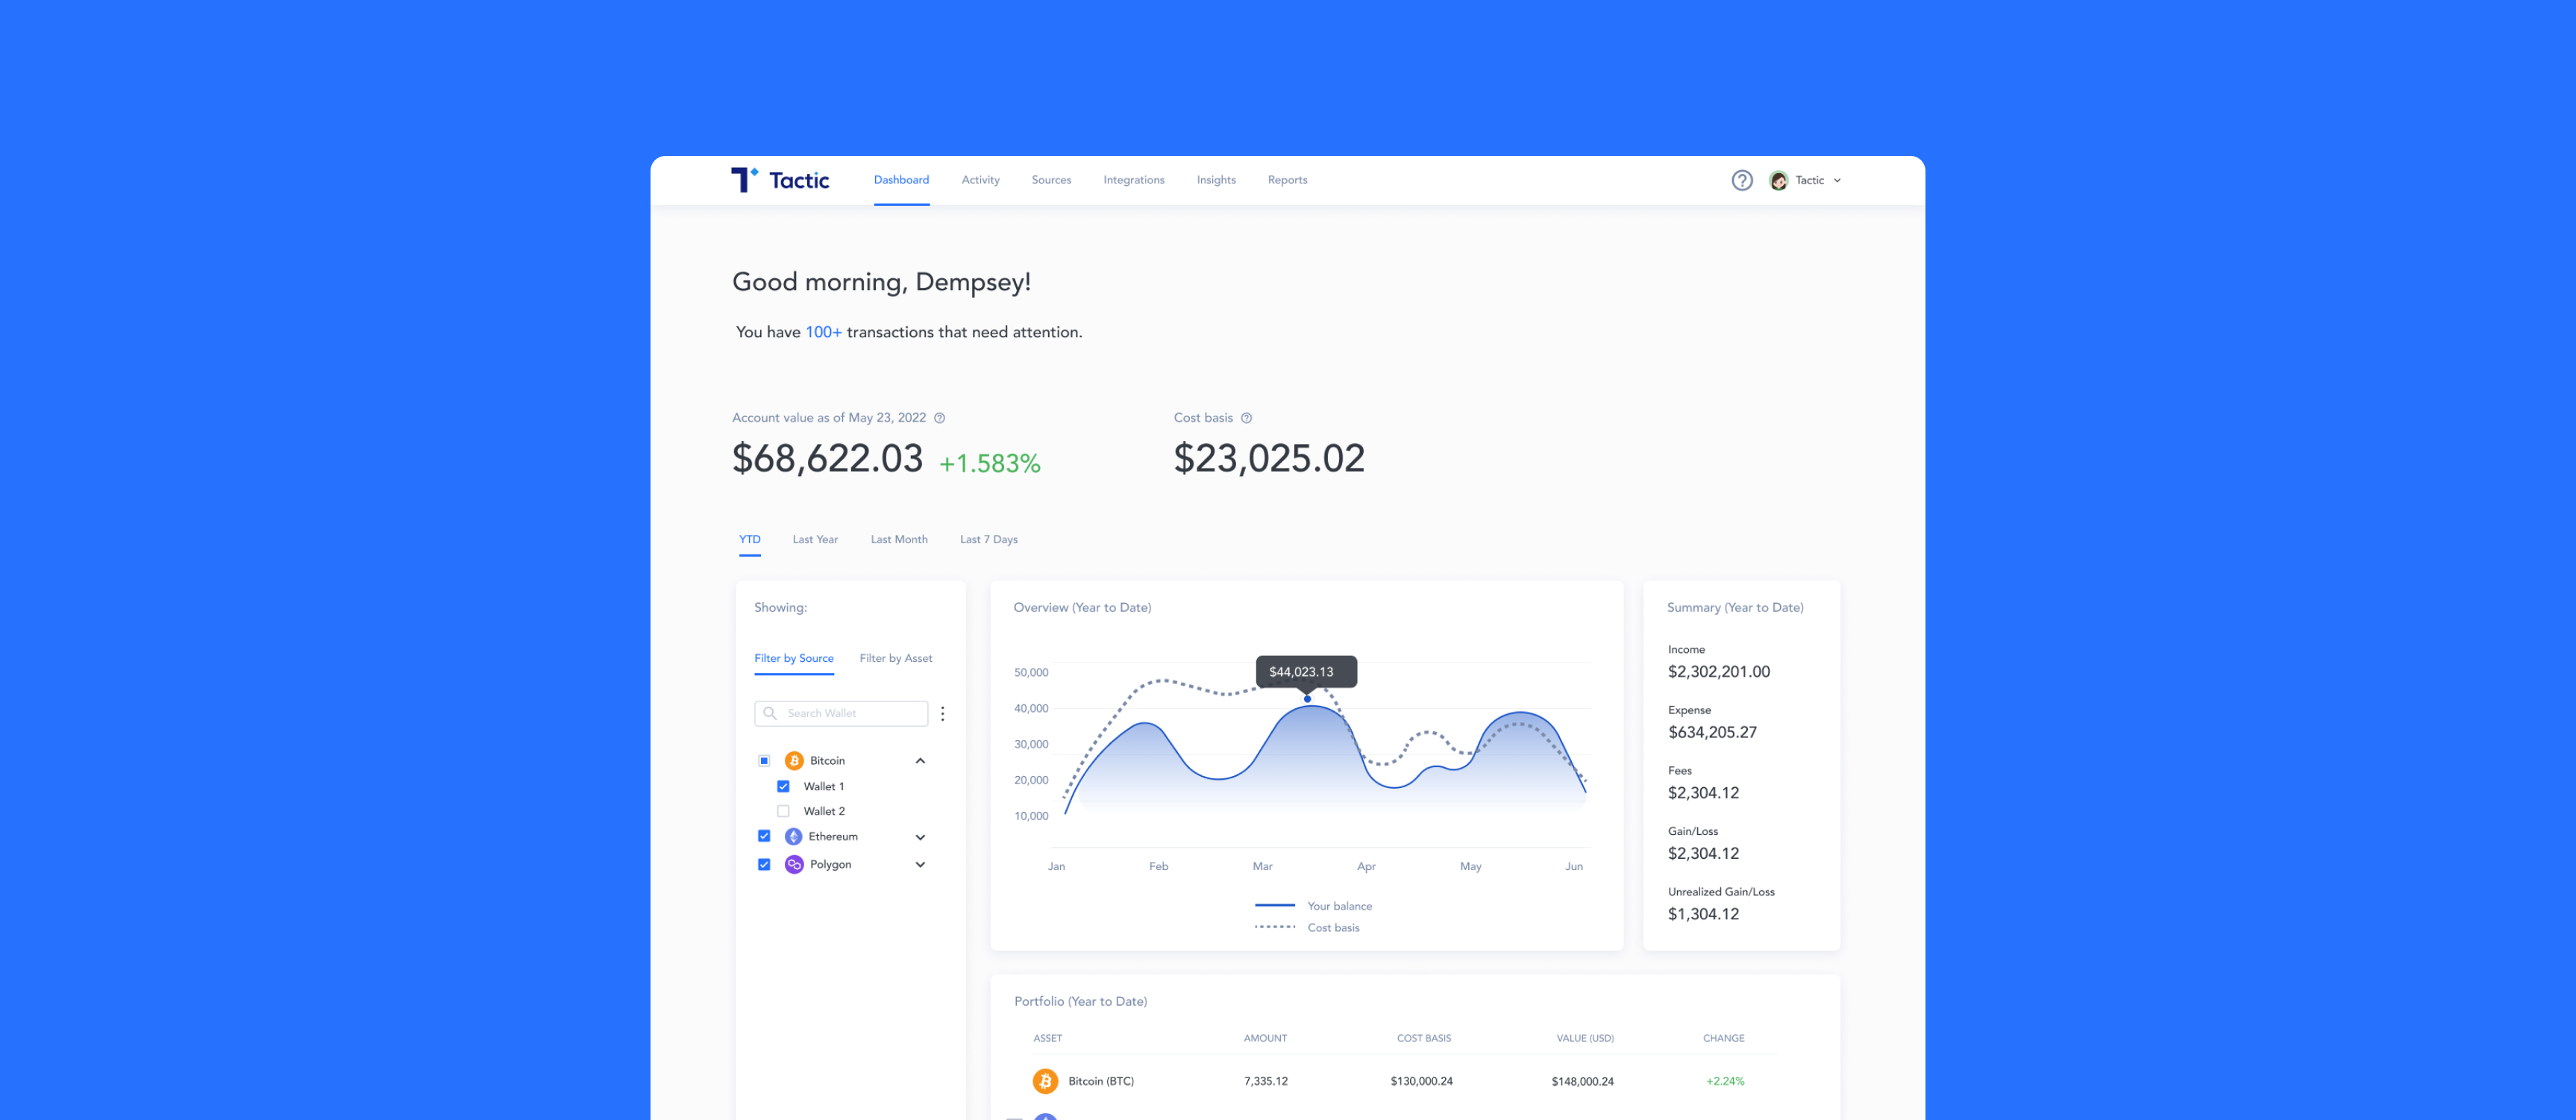 Tactic
Dashboard Activity Sources Integrations Insights Reports
Tactic
Good morning, Dempsey!
You have 100+ transactions that need attention.
Account value as of May 23, 2022
$68,622.03 +1.583%
Cost basis
$23,025.02
YTD Last Year Last Month Last 7 Days
Showing:
Filter by Source Filter by Asset
Search Wallet
Bitcoin
Wallet 1
Wallet 2
Ethereum
Polygon
Overview (Year to Date)
$44,023.13
50,000
40,000
30,000
20,000
10,000
Jan Feb Mar Apr May Jun
Your balance
Cost basis
Summary (Year to Date)
Income
$2,302,201.00
Expense
$634,205.27
Fees
$2,304.12
Gain/Loss
$2,304.12
Unrealized Gain/Loss
$1,304.12
Portfolio (Year to Date)
ASSET AMOUNT COST BASIS VALUE (USD) CHANGE
Bitcoin (BTC) 7,335.12 $130,000.24 $148,000.24 +2.24%